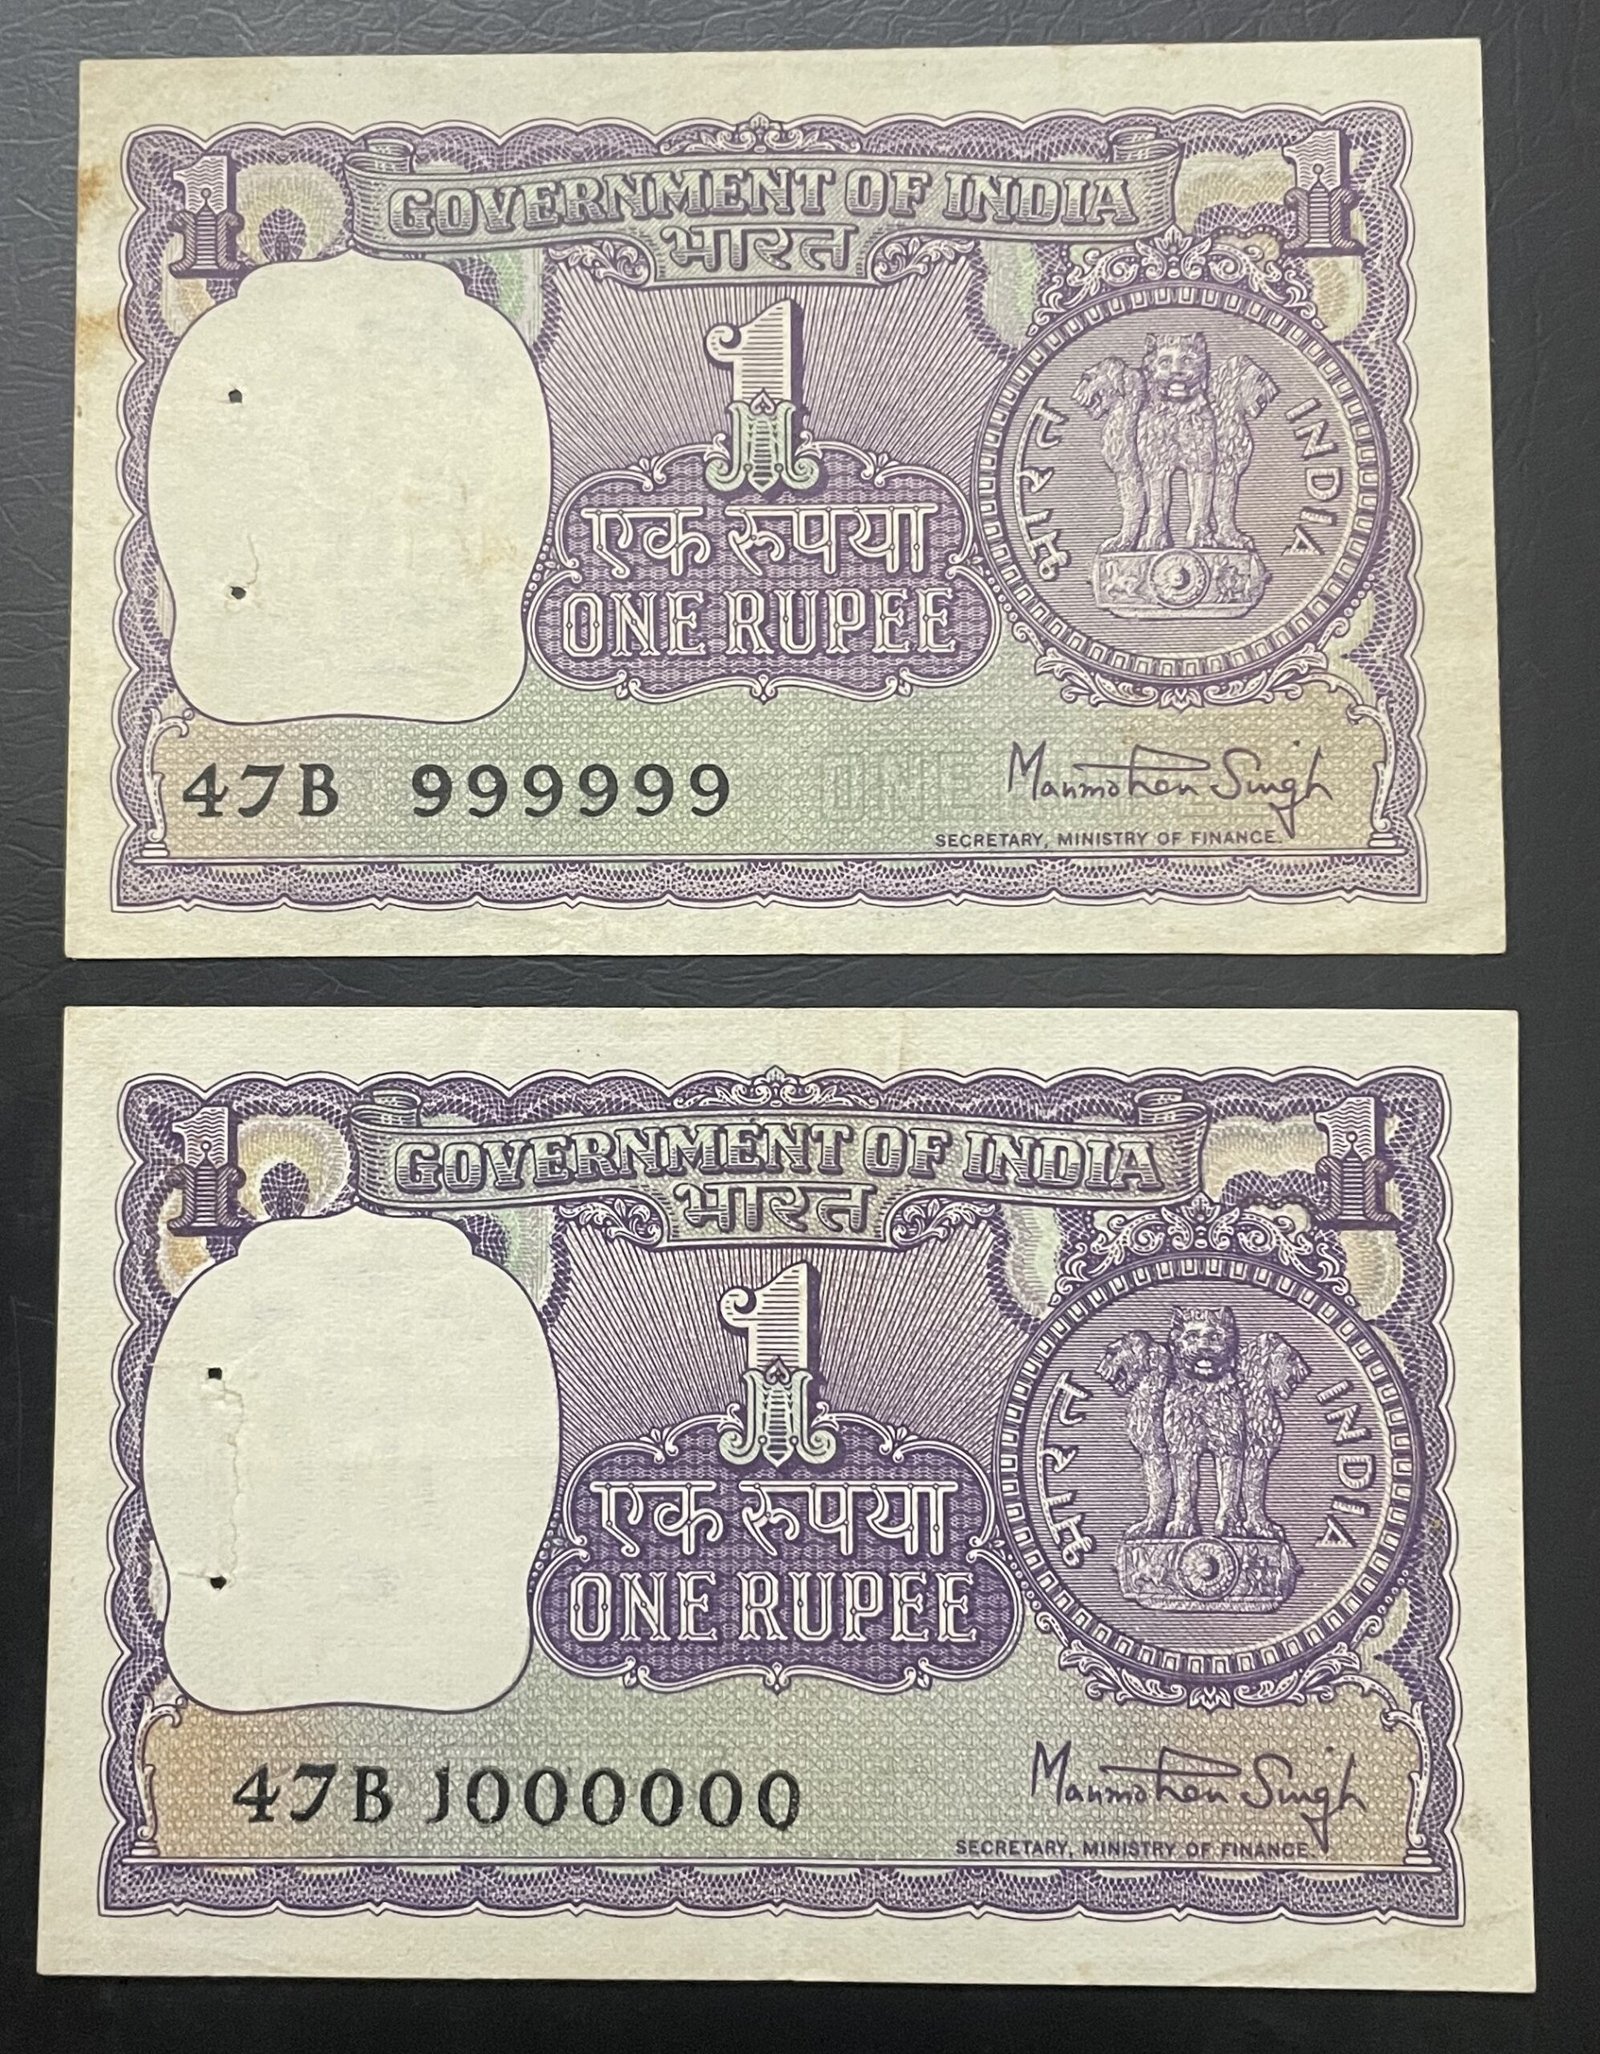 1 GOVERNMENT OF INDIA 1
भारत
1
भारत INDIA
एक रुपया
ONE RUPEE
47B 999999
ONE
Manmohan Singh
SECRETARY, MINISTRY OF FINANCE.
1 GOVERNMENT OF INDIA 1
भारत
1
भारत INDIA
एक रुपया
ONE RUPEE
47B 1000000
Manmohan Singh
SECRETARY, MINISTRY OF FINANCE.